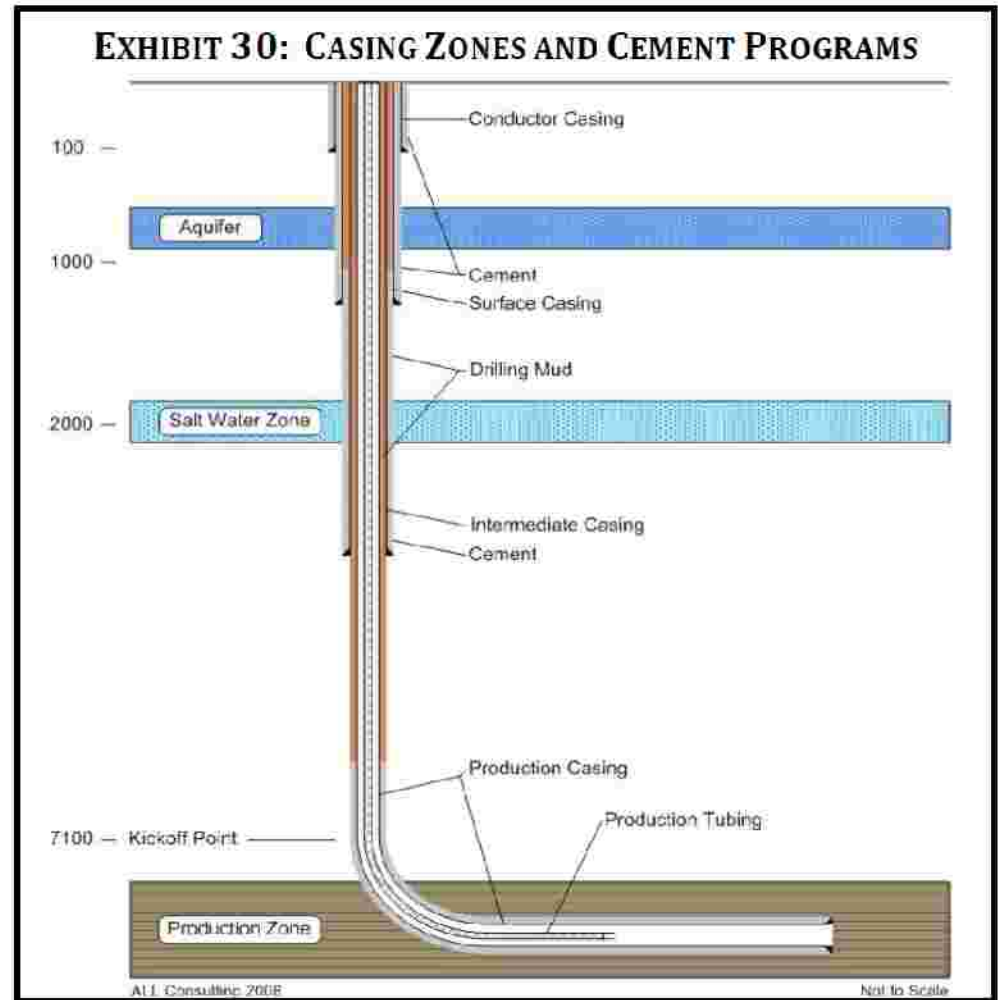 EXHIBIT 30: CASING ZONES AND CEMENT PROGRAMS
Conductor Casing
100
Aquifer
1000
Cement
Surface Casing
Drilling Mud
Salt Water Zone
2000
Intermediate Casing
Cement
Production Casing
Production Tubing
7100
Kickoff Point
Production Zone
ALL Consulting 2008
Not to Scale